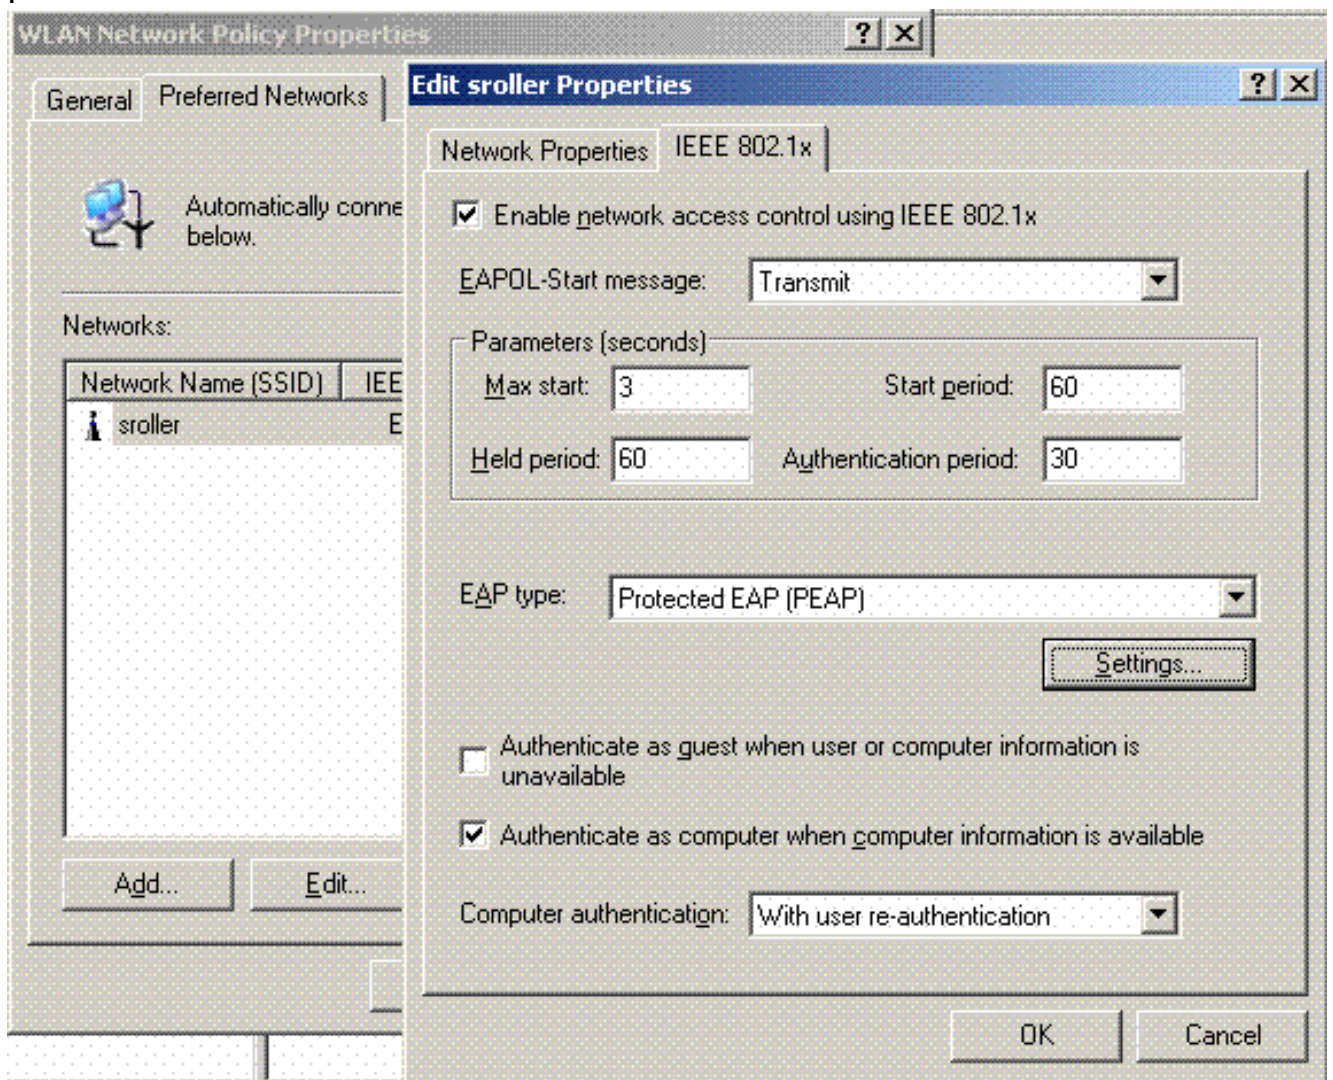 WLAN Network Policy Properties
General
Preferred Networks
Automatically conne
below.
Networks:
Network Name (SSID)
IEE
sroller
E
Add...
Edit...
Edit sroller Properties
Network Properties
IEEE 802.1x
Enable network access control using IEEE 802.1x
EAPOL-Start message:
Transmit
Parameters (seconds)
Max start:
3
Start period:
60
Held period:
60
Authentication period:
30
EAP type:
Protected EAP (PEAP)
Settings...
Authenticate as guest when user or computer information is
unavailable
Authenticate as computer when computer information is available
Computer authentication:
With user re-authentication
OK
Cancel